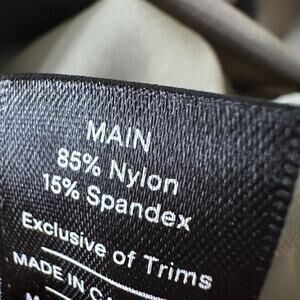 MAIN
85% Nylon
15% Spandex
Exclusive of Trims
MADE IN